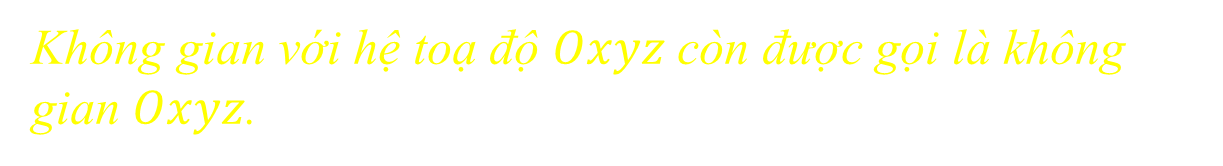 Không gian với hệ toạ độ Oxyz còn được gọi là không
gian Oxyz.